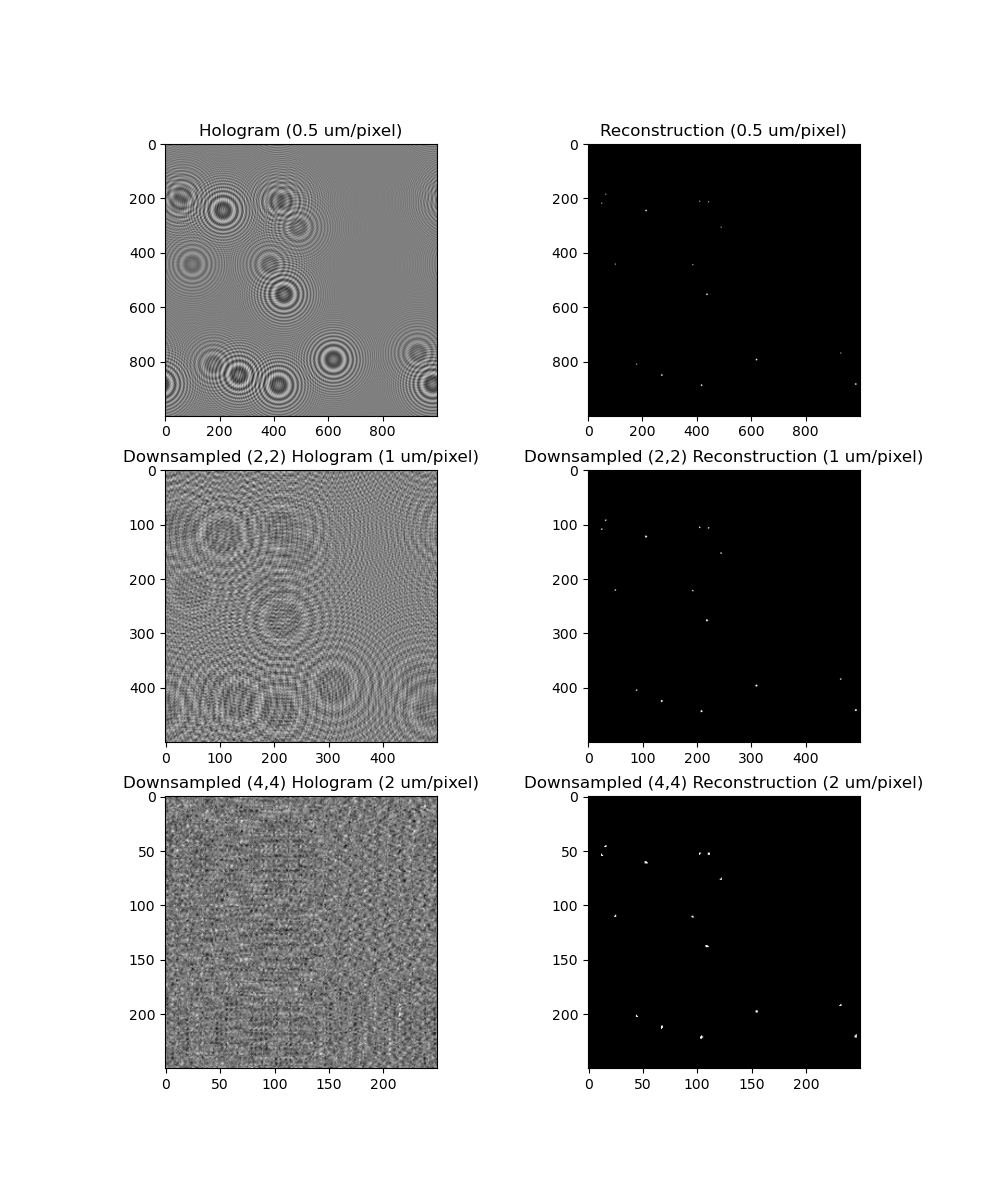 Hologram (0.5 um/pixel)
0
200
400
600
800
0 200 400 600 800
Reconstruction (0.5 um/pixel)
0
200
400
600
800
0 200 400 600 800
Downsampled (2,2) Hologram (1 um/pixel)
0
100
200
300
400
0 100 200 300 400
Downsampled (2,2) Reconstruction (1 um/pixel)
0
100
200
300
400
0 100 200 300 400
Downsampled (4,4) Hologram (2 um/pixel)
0
50
100
150
200
0 50 100 150 200
Downsampled (4,4) Reconstruction (2 um/pixel)
0
50
100
150
200
0 50 100 150 200